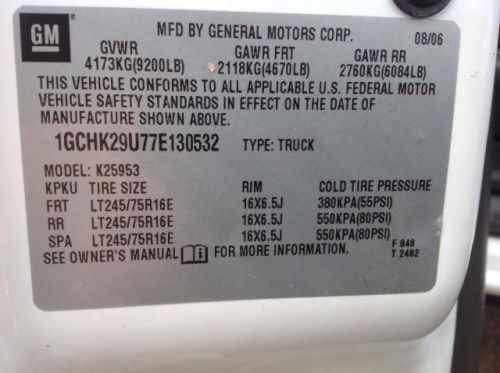 GM
MFD BY GENERAL MOTORS CORP. 08/06
GVWR GAWR FRT GAWR RR
4173KG(9200LB) 2118KG(4670LB) 2760KG(6084LB)
THIS VEHICLE CONFORMS TO ALL APPLICABLE U.S. FEDERAL MOTOR
VEHICLE SAFETY STANDARDS IN EFFECT ON THE DATE OF
MANUFACTURE SHOWN ABOVE.
1GCHK29U77E130532 TYPE: TRUCK
MODEL: K25953
KPKU TIRE SIZE RIM COLD TIRE PRESSURE
FRT LT245/75R16E 16X6.5J 380KPA(55PSI)
RR LT245/75R16E 16X6.5J 550KPA(80PSI)
SPA LT245/75R16E 16X6.5J 550KPA(80PSI)
SEE OWNER'S MANUAL FOR MORE INFORMATION. F 848
T 2482